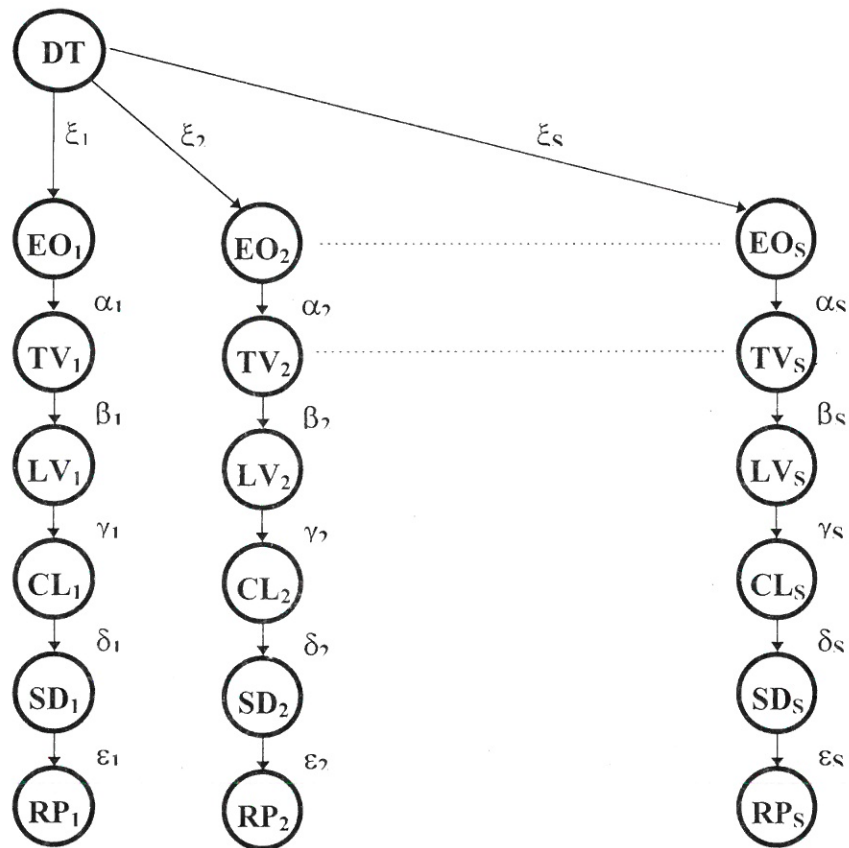 DT
ξ1 ξ2 ξS
EO1 EO2 EOS
α1 α2 αS
TV1 TV2 TVS
β1 β2 βS
LV1 LV2 LVS
γ1 γ2 γS
CL1 CL2 CLS
δ1 δ2 δS
SD1 SD2 SDS
ε1 ε2 εS
RP1 RP2 RPS